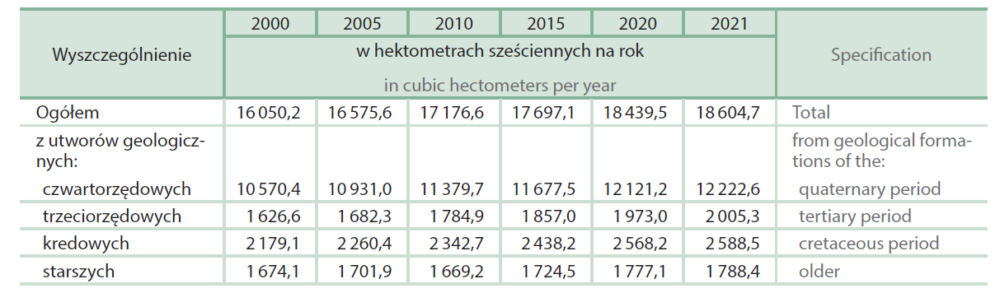 Wyszczególnienie 2000 2005 2010 2015 2020 2021 Specification
w hektometrach sześciennych na rok
in cubic hectometers per year
Ogółem 16 050,2 16 575,6 17 176,6 17 697,1 18 439,5 18 604,7 Total
z utworów geologicz- from geological forma-
nych: tions of the:
czwartorzędowych 10 570,4 10 931,0 11 379,7 11 677,5 12 121,2 12 222,6 quaternary period
trzeciorzędowych 1 626,6 1 682,3 1 784,9 1 857,0 1 973,0 2 005,3 tertiary period
kredowych 2 179,1 2 260,4 2 342,7 2 438,2 2 568,2 2 588,5 cretaceous period
starszych 1 674,1 1 701,9 1 669,2 1 724,5 1 777,1 1 788,4 older